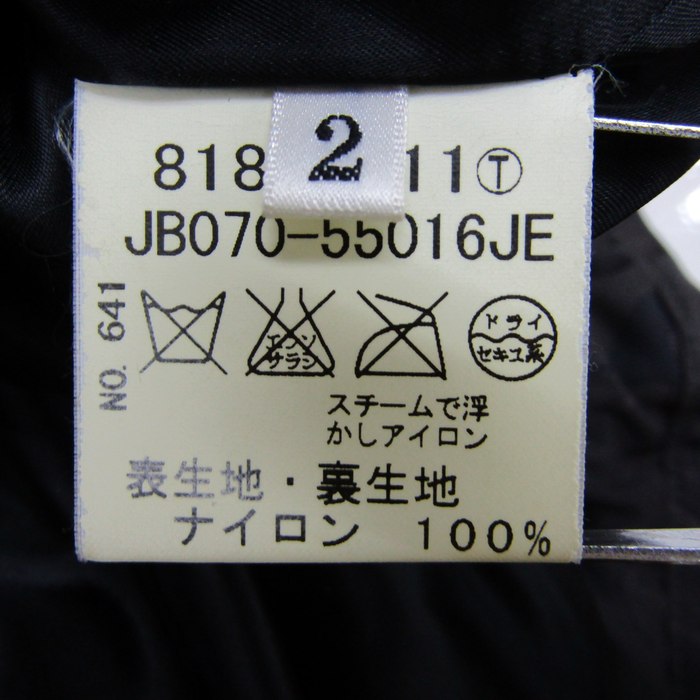 2
818 11Ⓣ
JB070-55016JE
NO. 641
エンソ
サラシ
ドライ
セキユ系
スチームで浮
かしアイロン
表生地・裏生地
ナイロン 100%